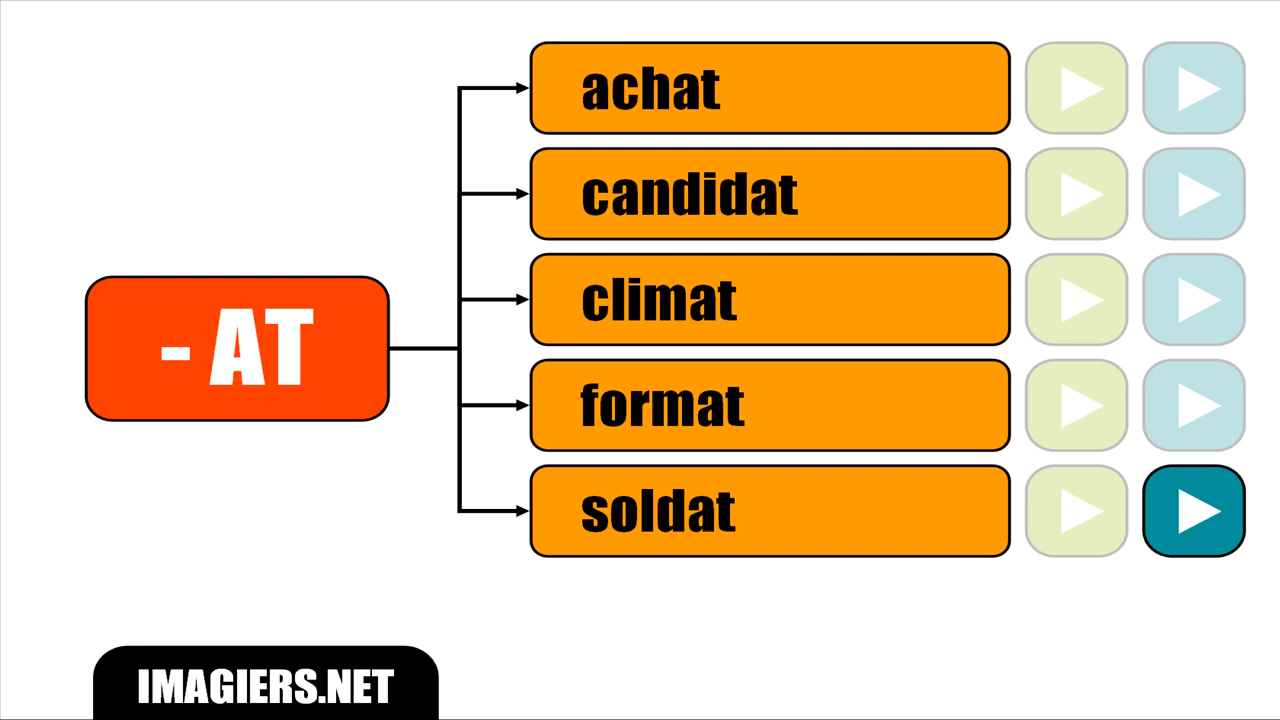 achat
candidat
climat
- AT
format
soldat
IMAGIERS.NET